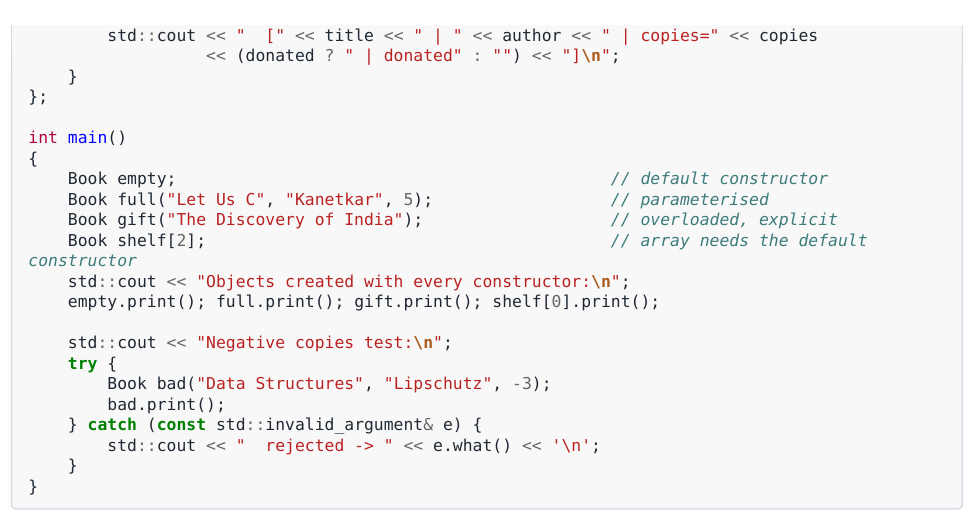 std::cout << "  [" << title << " | " << author << " | copies=" << copies
                  << (donated ? " | donated" : "") << "]\n";
    }
};

int main()
{
    Book empty;                                            // default constructor
    Book full("Let Us C", "Kanetkar", 5);                  // parameterised
    Book gift("The Discovery of India");                   // overloaded, explicit
    Book shelf[2];                                         // array needs the default
constructor
    std::cout << "Objects created with every constructor:\n";
    empty.print(); full.print(); gift.print(); shelf[0].print();

    std::cout << "Negative copies test:\n";
    try {
        Book bad("Data Structures", "Lipschutz", -3);
        bad.print();
    } catch (const std::invalid_argument& e) {
        std::cout << "  rejected -> " << e.what() << '\n';
    }
}